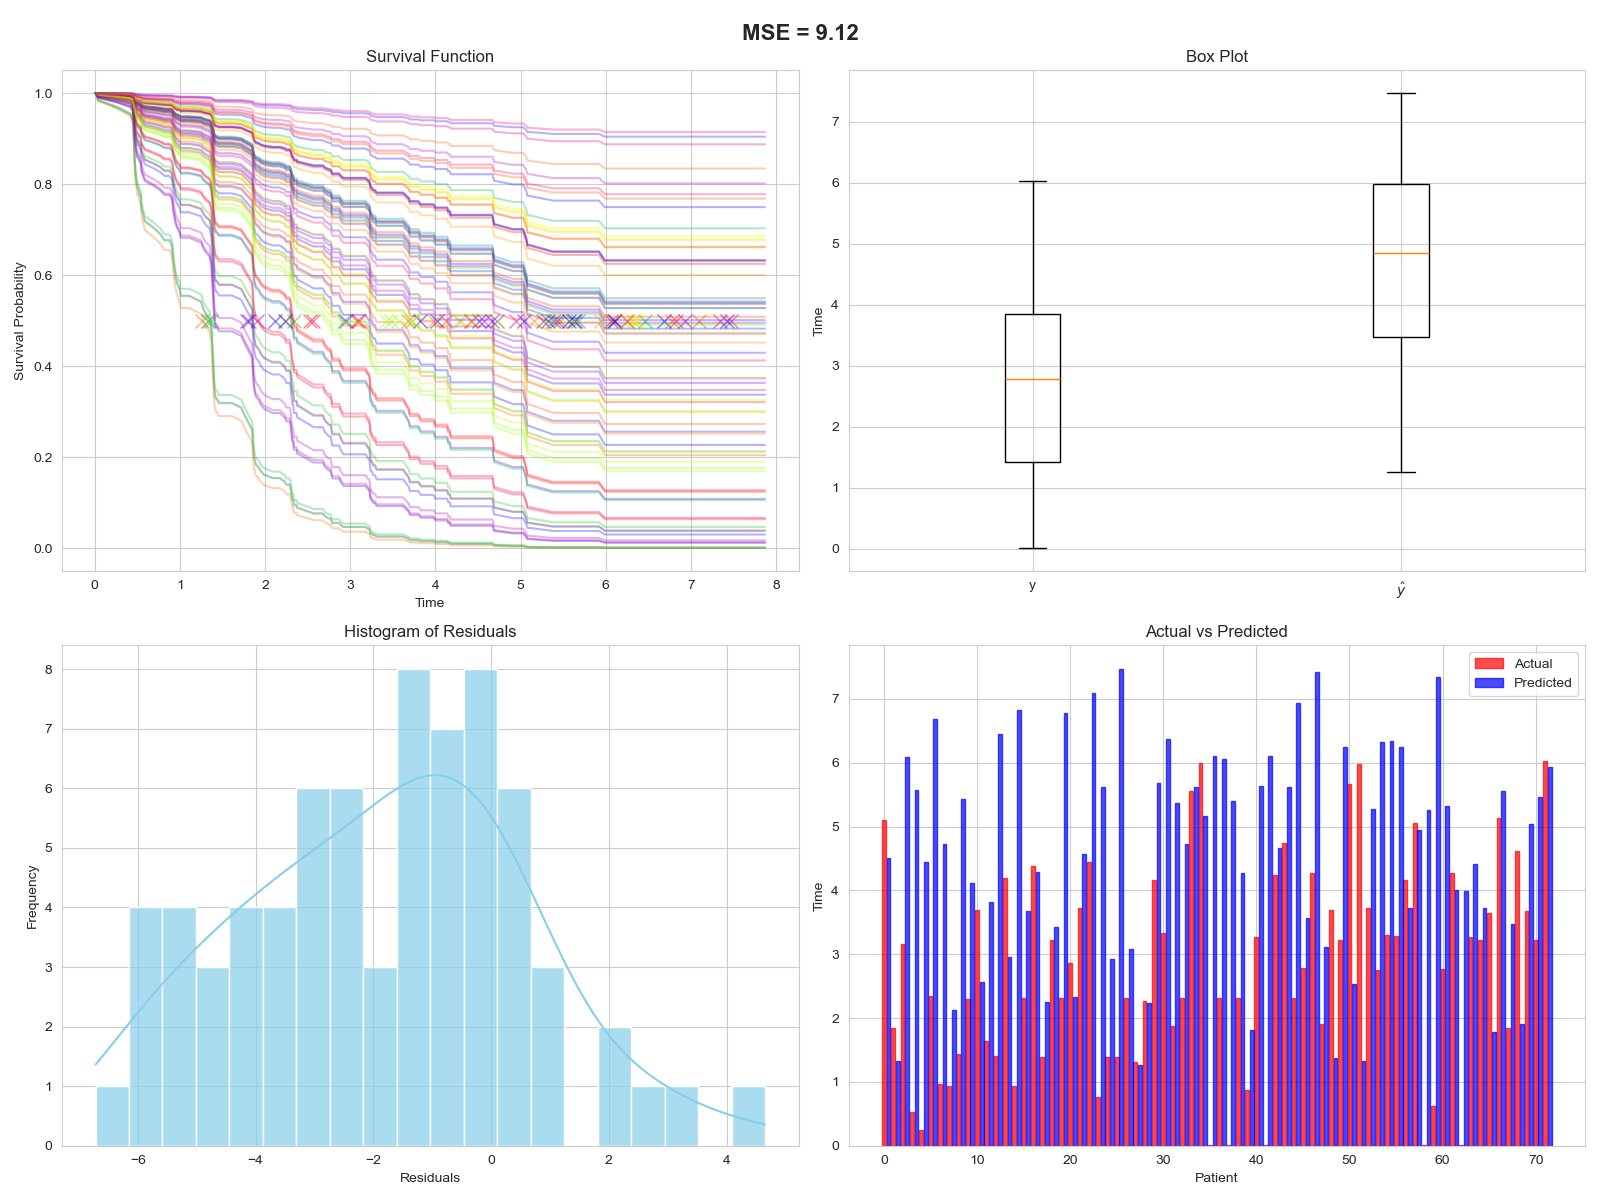 MSE = 9.12
Survival Function
Survival Probability
1.0
0.8
0.6
0.4
0.2
0.0
0 1 2 3 4 5 6 7 8
Time
Box Plot
Time
7
6
5
4
3
2
1
0
y ŷ
Histogram of Residuals
Frequency
8
7
6
5
4
3
2
1
0
−6 −4 −2 0 2 4
Residuals
Actual vs Predicted
Actual
Predicted
Time
7
6
5
4
3
2
1
0
0 10 20 30 40 50 60 70
Patient